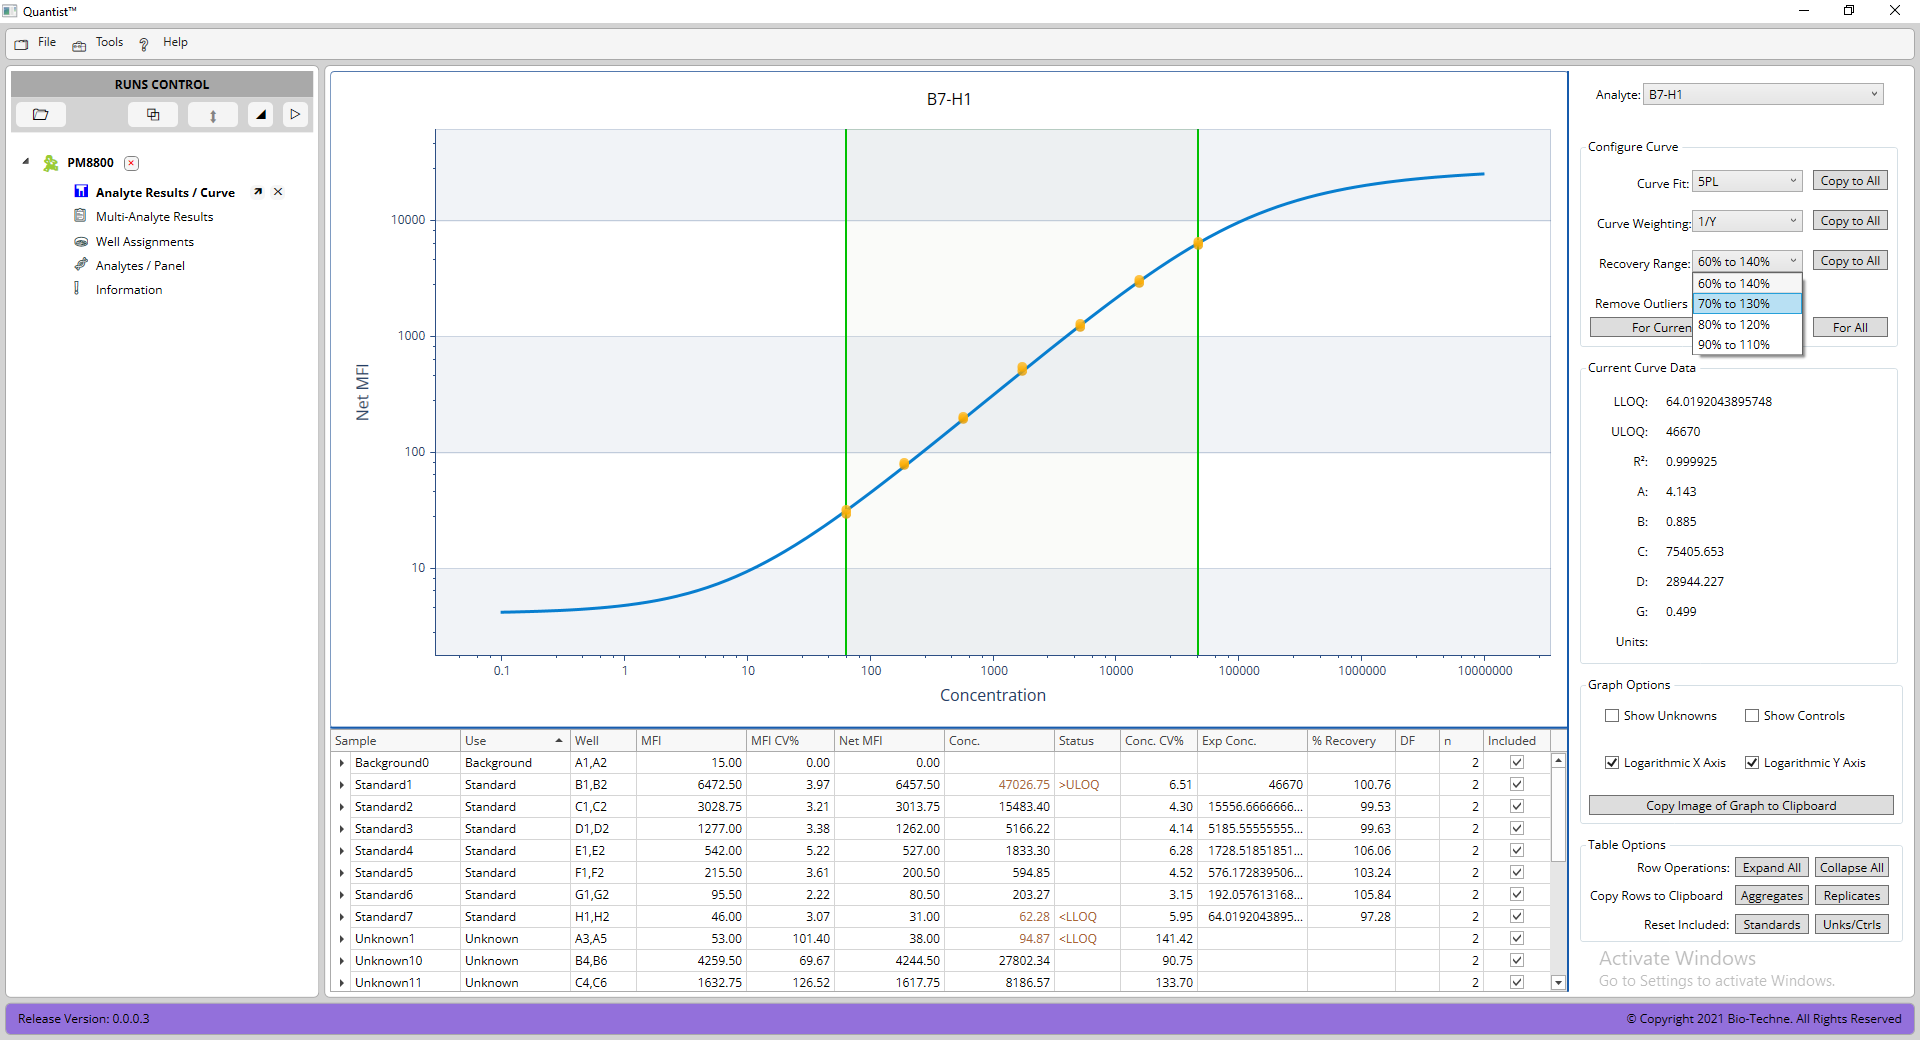 Quantist™
File Tools Help
RUNS CONTROL
PM8800
Analyte Results / Curve
Multi-Analyte Results
Well Assignments
Analytes / Panel
Information
B7-H1
Net MFI
10000
1000
100
10
0.1 1 10 100 1000 10000 100000 1000000 10000000
Concentration
Sample Use Well MFI MFI CV% Net MFI Conc. Status Conc. CV% Exp Conc. % Recovery DF n Included
Background0 Background A1,A2 15.00 0.00 0.00 2
Standard1 Standard B1,B2 6472.50 3.97 6457.50 47026.75 >ULOQ 6.51 46670 100.76 2
Standard2 Standard C1,C2 3028.75 3.21 3013.75 15483.40 4.30 15556.6666666... 99.53 2
Standard3 Standard D1,D2 1277.00 3.38 1262.00 5166.22 4.14 5185.55555555... 99.63 2
Standard4 Standard E1,E2 542.00 5.22 527.00 1833.30 6.28 1728.51851851... 106.06 2
Standard5 Standard F1,F2 215.50 3.61 200.50 594.85 4.52 576.172839506... 103.24 2
Standard6 Standard G1,G2 95.50 2.22 80.50 203.27 3.15 192.057613168... 105.84 2
Standard7 Standard H1,H2 46.00 3.07 31.00 62.28 <LLOQ 5.95 64.0192043895... 97.28 2
Unknown1 Unknown A3,A5 53.00 101.40 38.00 94.87 <LLOQ 141.42 2
Unknown10 Unknown B4,B6 4259.50 69.67 4244.50 27802.34 90.75 2
Unknown11 Unknown C4,C6 1632.75 126.52 1617.75 8186.57 133.70 2
Analyte: B7-H1
Configure Curve
Curve Fit: 5PL Copy to All
Curve Weighting: 1/Y Copy to All
Recovery Range: 60% to 140% Copy to All
60% to 140%
70% to 130%
80% to 120%
90% to 110%
Remove Outliers
For Curren For All
Current Curve Data
LLOQ: 64.0192043895748
ULOQ: 46670
R²: 0.999925
A: 4.143
B: 0.885
C: 75405.653
D: 28944.227
G: 0.499
Units:
Graph Options
Show Unknowns Show Controls
Logarithmic X Axis Logarithmic Y Axis
Copy Image of Graph to Clipboard
Table Options
Row Operations: Expand All Collapse All
Copy Rows to Clipboard Aggregates Replicates
Reset Included: Standards Unks/Ctrls
Activate Windows
Go to Settings to activate Windows.
Release Version: 0.0.0.3
© Copyright 2021 Bio-Techne. All Rights Reserved